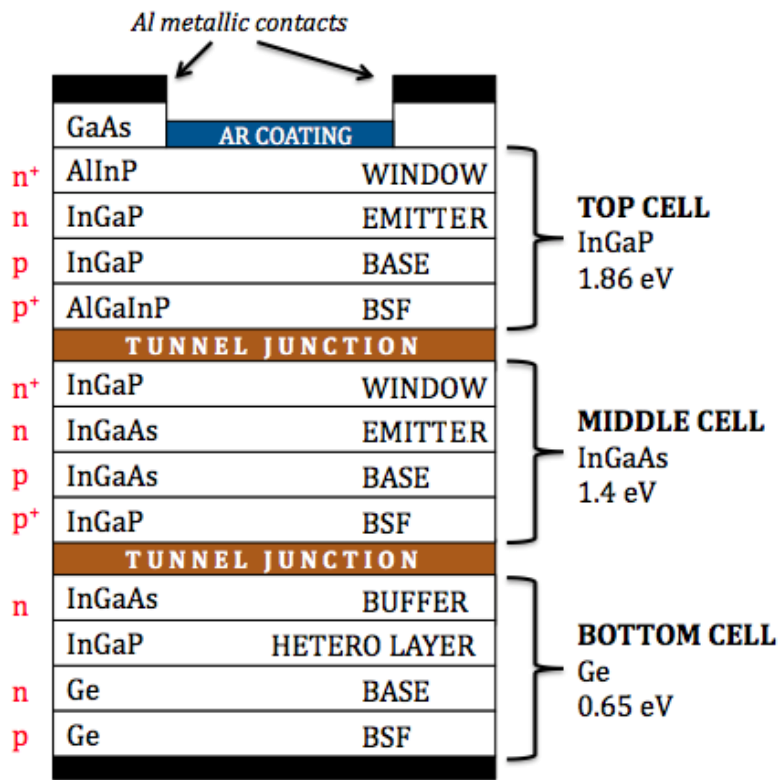 Al metallic contacts
GaAs
AR COATING
n+ AlInP WINDOW
n InGaP EMITTER
p InGaP BASE
p+ AlGaInP BSF
TOP CELL
InGaP
1.86 eV
TUNNEL JUNCTION
n+ InGaP WINDOW
n InGaAs EMITTER
p InGaAs BASE
p+ InGaP BSF
MIDDLE CELL
InGaAs
1.4 eV
TUNNEL JUNCTION
n InGaAs BUFFER
InGaP HETERO LAYER
n Ge BASE
p Ge BSF
BOTTOM CELL
Ge
0.65 eV